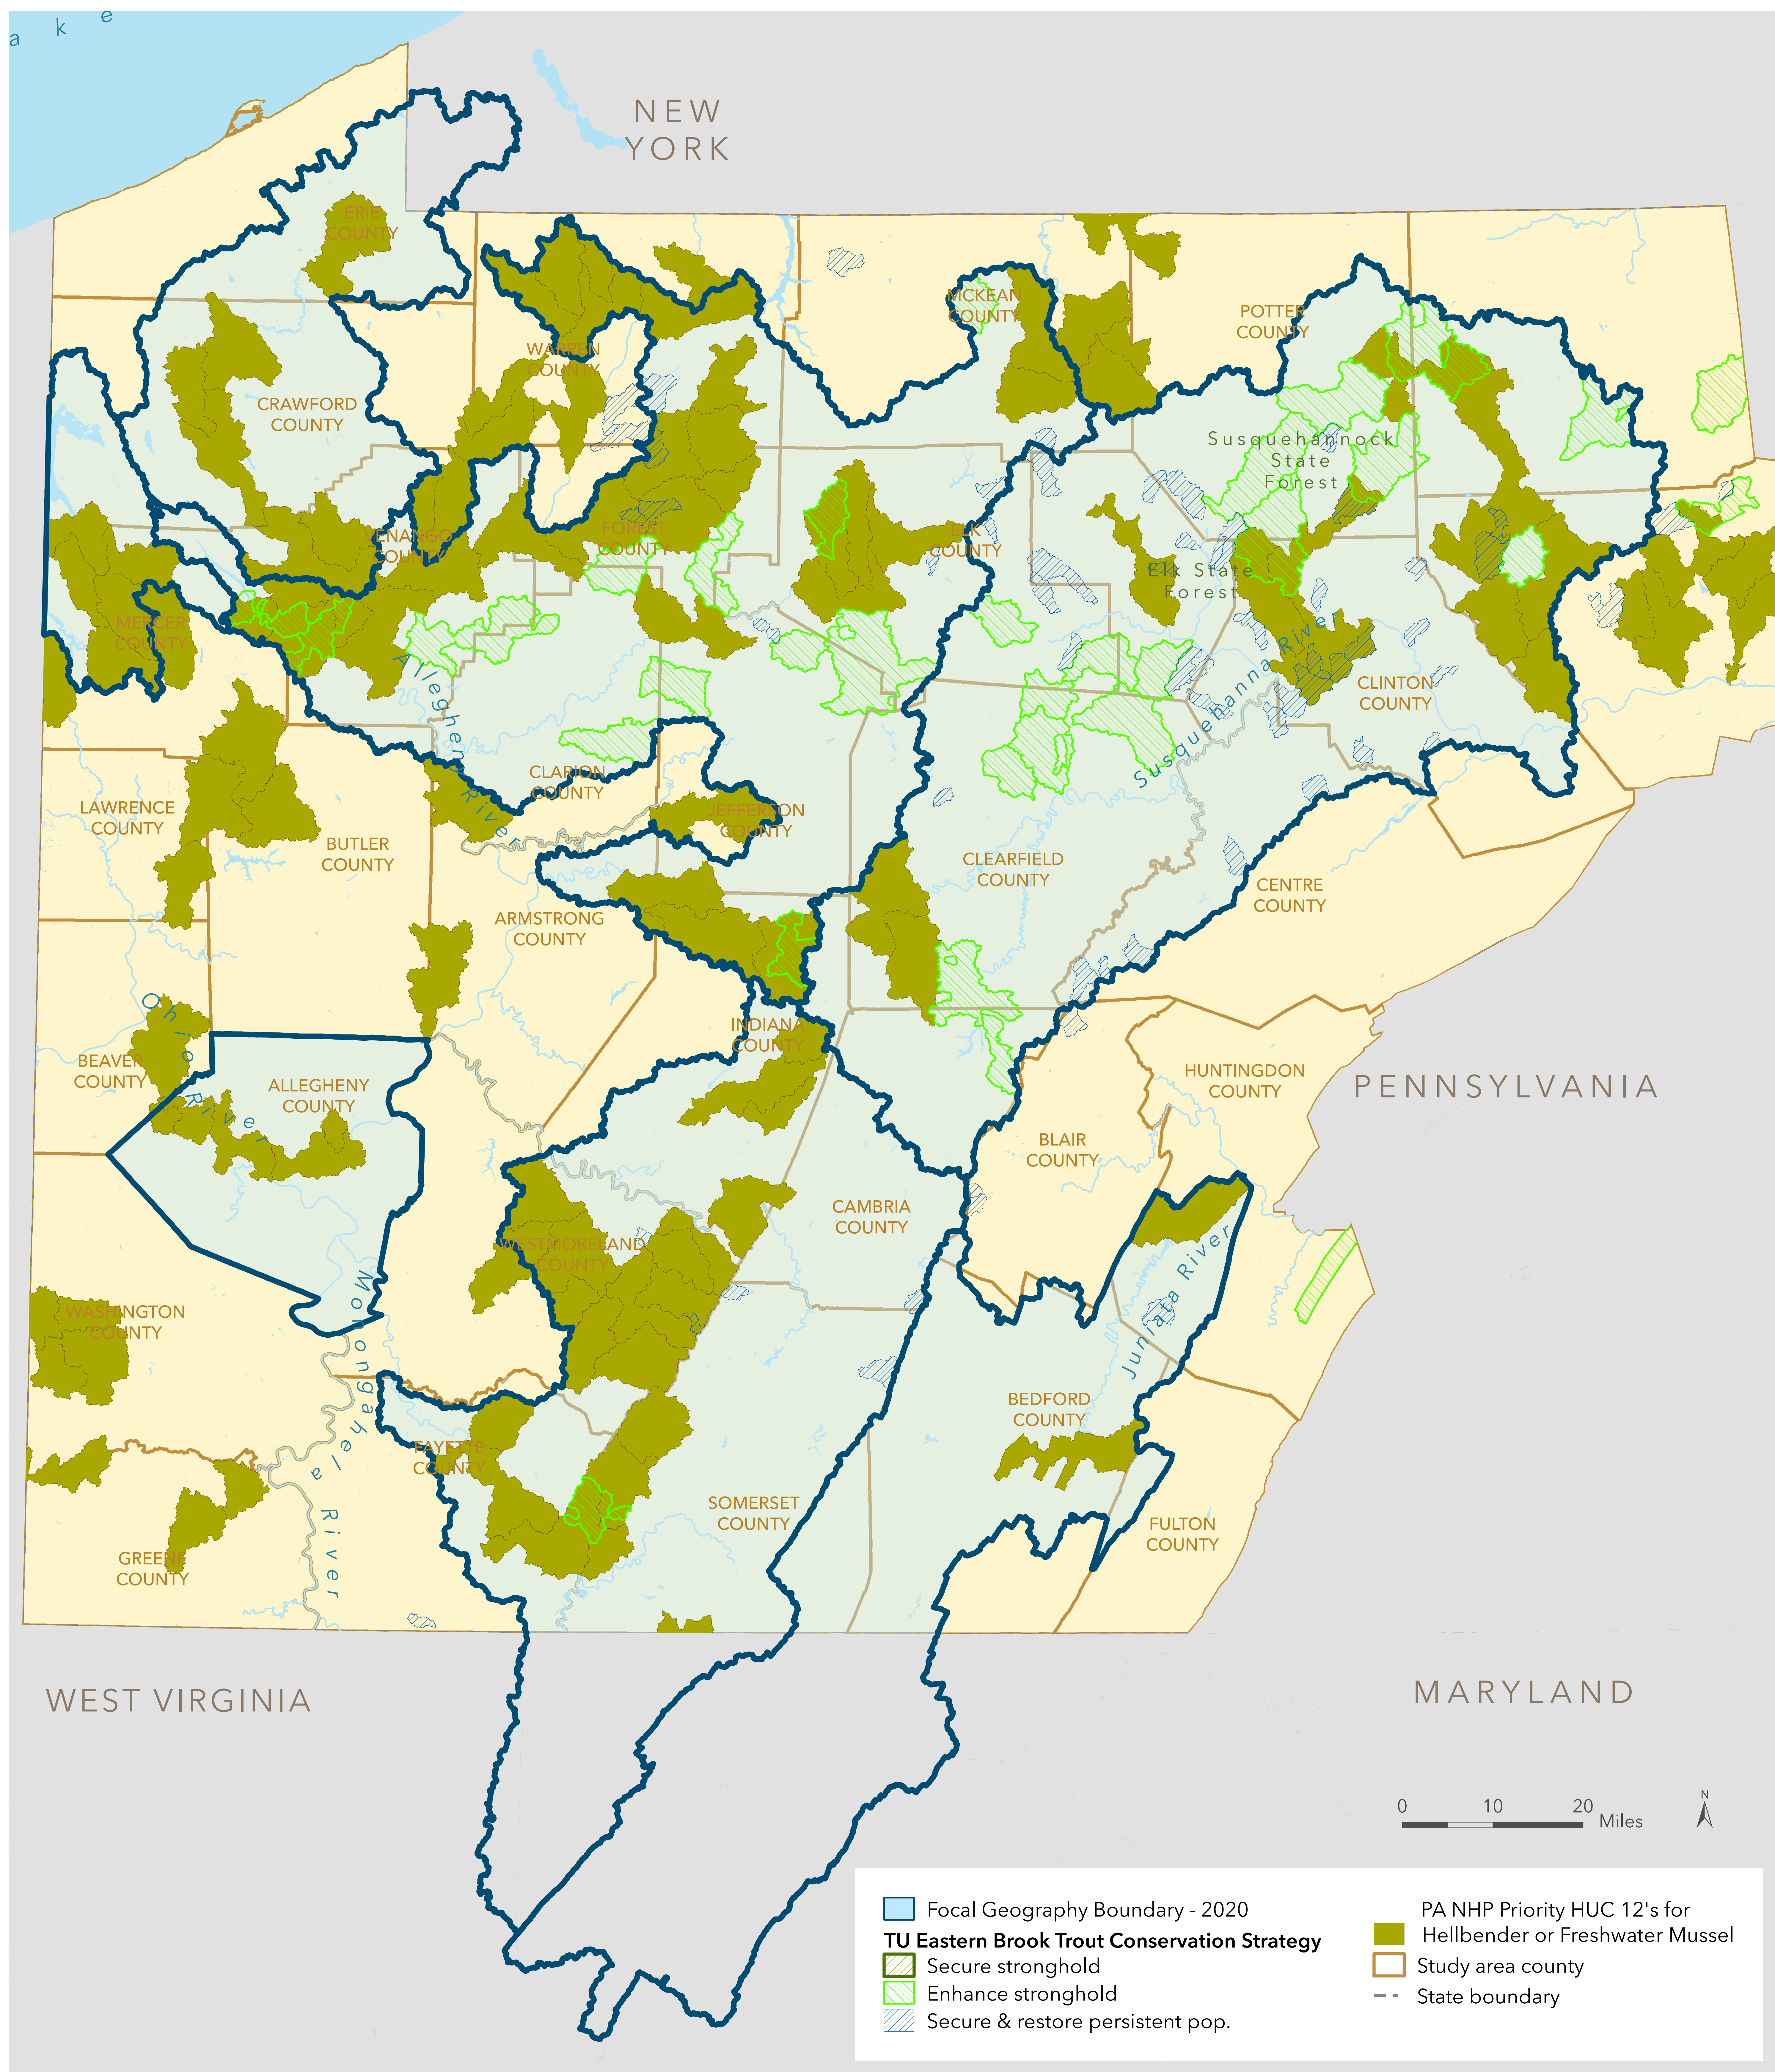 a k e
NEW
YORK
ERIE
COUNTY
MCKEAN
COUNTY
POTTER
COUNTY
WARREN
COUNTY
CRAWFORD
COUNTY
Susquehannock
State
Forest
VENANGO
COUNTY
FOREST
COUNTY
ELK
COUNTY
Elk State
Forest
MERCER
COUNTY
Allegheny River
Susquehanna River
CLINTON
COUNTY
CLARION
COUNTY
JEFFERSON
COUNTY
LAWRENCE
COUNTY
BUTLER
COUNTY
CLEARFIELD
COUNTY
CENTRE
COUNTY
ARMSTRONG
COUNTY
Ohio River
INDIANA
COUNTY
BEAVER
COUNTY
ALLEGHENY
COUNTY
HUNTINGDON
COUNTY
PENNSYLVANIA
BLAIR
COUNTY
CAMBRIA
COUNTY
WESTMORELAND
COUNTY
Juniata River
WASHINGTON
COUNTY
Monongahela River
BEDFORD
COUNTY
FAYETTE
COUNTY
SOMERSET
COUNTY
FULTON
COUNTY
GREENE
COUNTY
WEST VIRGINIA
MARYLAND
0 10 20 Miles
N
Focal Geography Boundary - 2020
TU Eastern Brook Trout Conservation Strategy
Secure stronghold
Enhance stronghold
Secure & restore persistent pop.
PA NHP Priority HUC 12's for
Hellbender or Freshwater Mussel
Study area county
State boundary